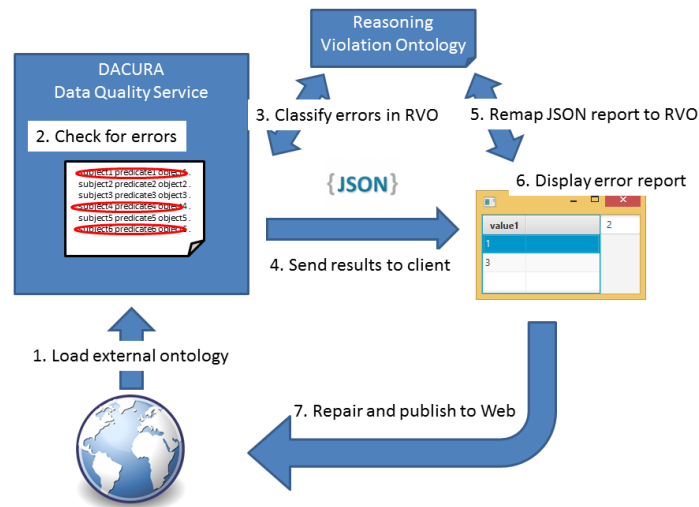 Reasoning
Violation Ontology
DACURA
Data Quality Service
3. Classify errors in RVO
5. Remap JSON report to RVO
2. Check for errors
subject1 predicate1 object1.
subject2 predicate2 object2.
subject3 predicate3 object3.
subject4 predicate4 object4.
subject5 predicate5 object5.
subject6 predicate6 object6.
{JSON}
6. Display error report
value1
2
1
3
4. Send results to client
1. Load external ontology
7. Repair and publish to Web